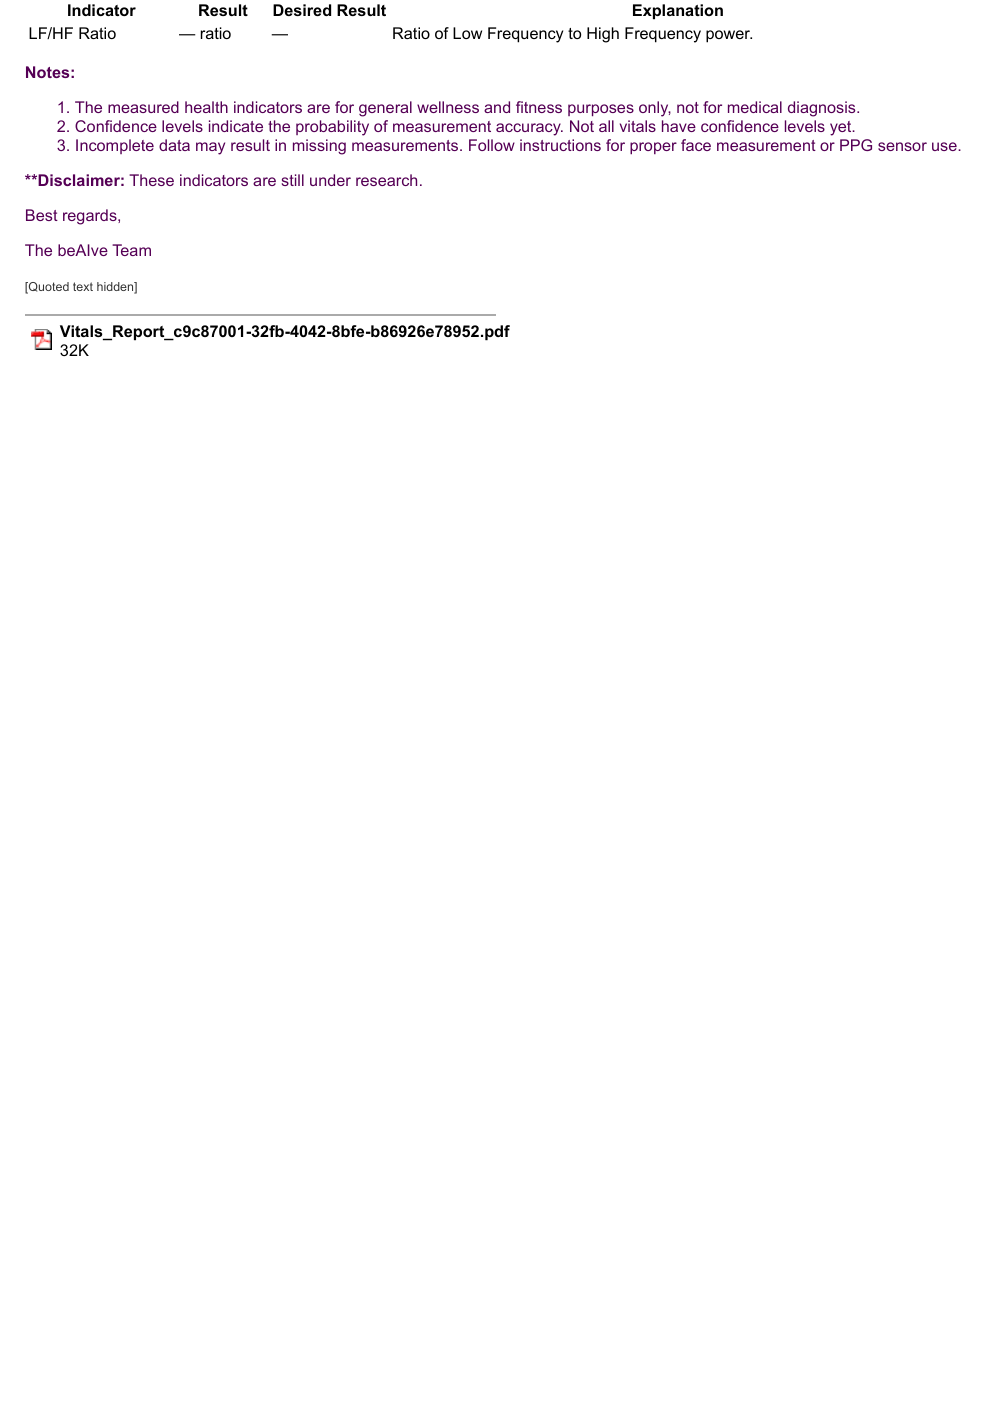 Indicator Result Desired Result Explanation
LF/HF Ratio — ratio — Ratio of Low Frequency to High Frequency power.
Notes:
1. The measured health indicators are for general wellness and fitness purposes only, not for medical diagnosis.
2. Confidence levels indicate the probability of measurement accuracy. Not all vitals have confidence levels yet.
3. Incomplete data may result in missing measurements. Follow instructions for proper face measurement or PPG sensor use.
**Disclaimer: These indicators are still under research.
Best regards,
The beAIve Team
[Quoted text hidden]
Vitals_Report_c9c87001-32fb-4042-8bfe-b86926e78952.pdf
32K